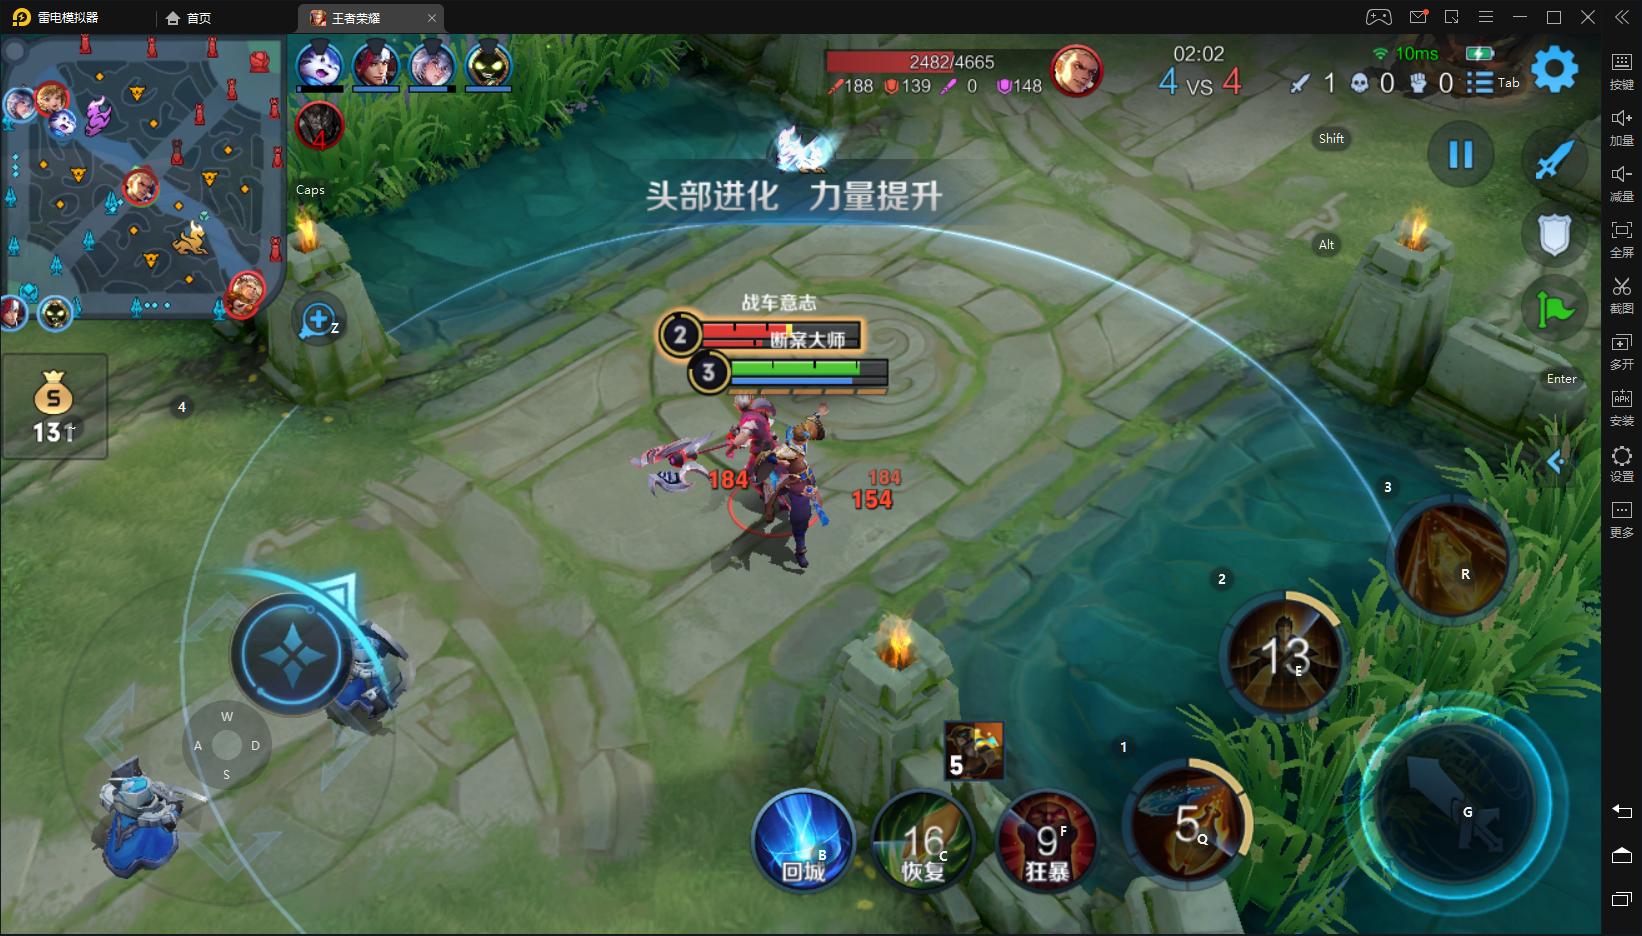 雷电模拟器
首页
王者荣耀
2482/4665
188 139 0 148
02:02
4 VS 4
10ms
1 0 0
Tab
4
Caps
Shift
Alt
Enter
头部进化 力量提升
Z
战车意志
2
断案大师
3
S
131
4
184
184
154
3
R
2
13
E
1
5
Q
G
W
A
D
S
5
B
回城
16
C
恢复
9
F
狂暴
按键
加量
减量
全屏
截图
多开
APK
安装
设置
更多